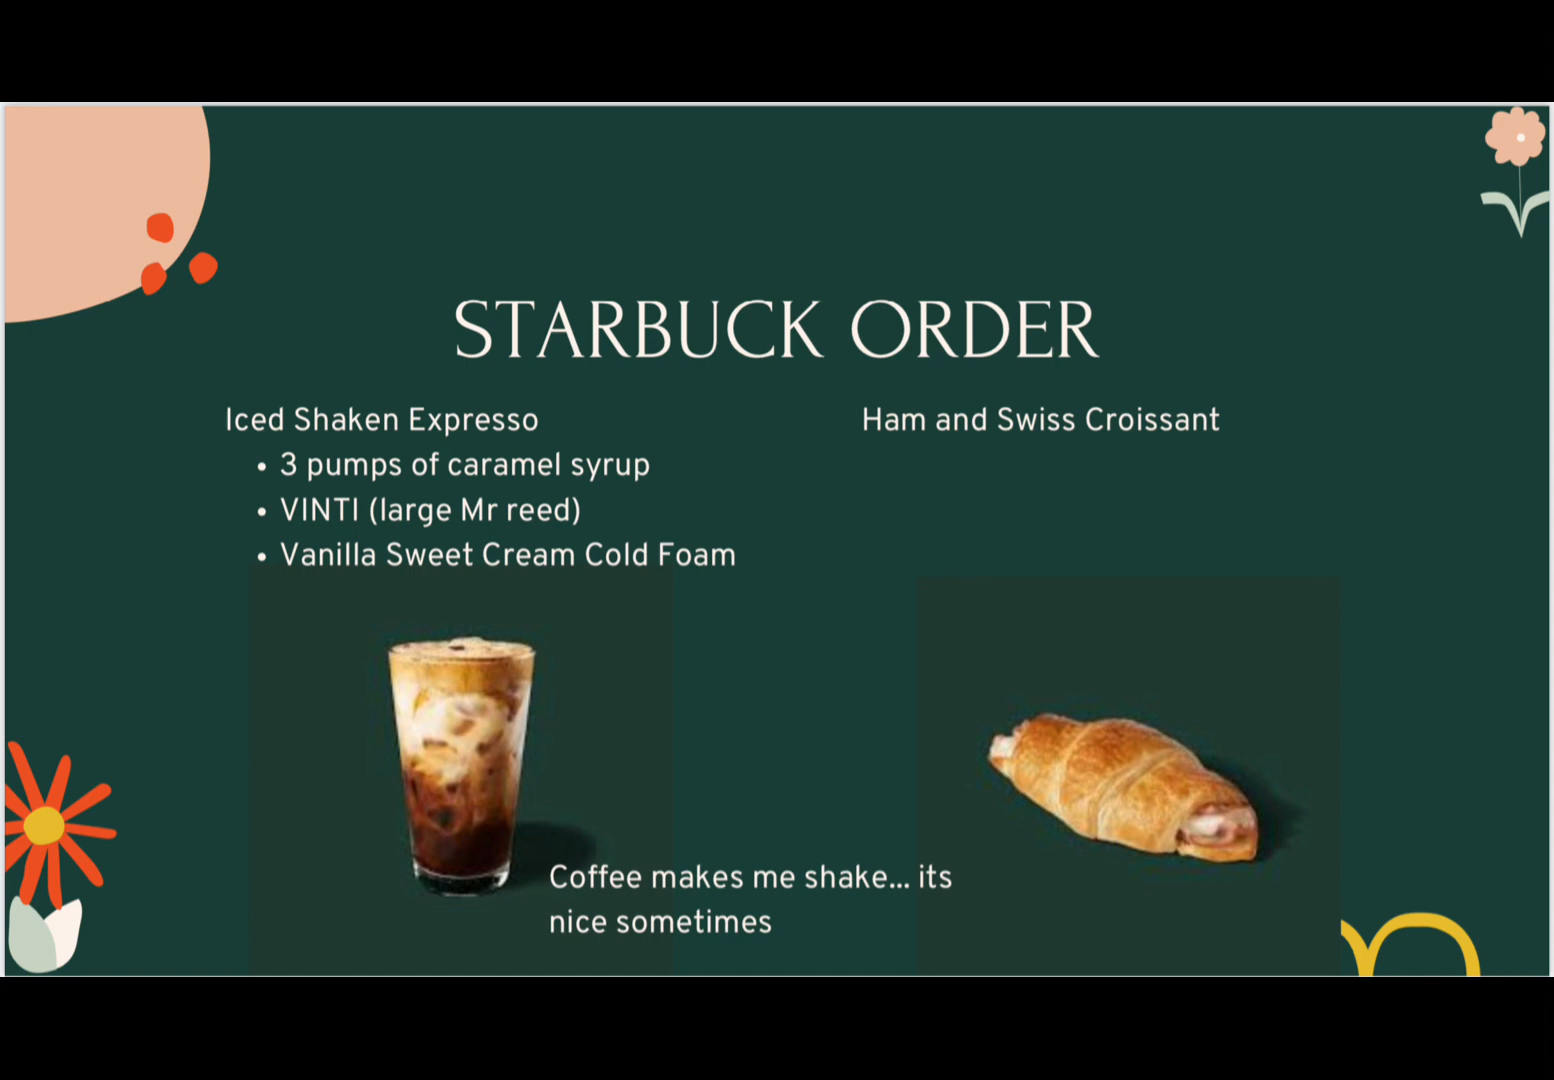 STARBUCK ORDER
Iced Shaken Expresso
• 3 pumps of caramel syrup
• VINTI (large Mr reed)
• Vanilla Sweet Cream Cold Foam
Ham and Swiss Croissant
Coffee makes me shake... its
nice sometimes